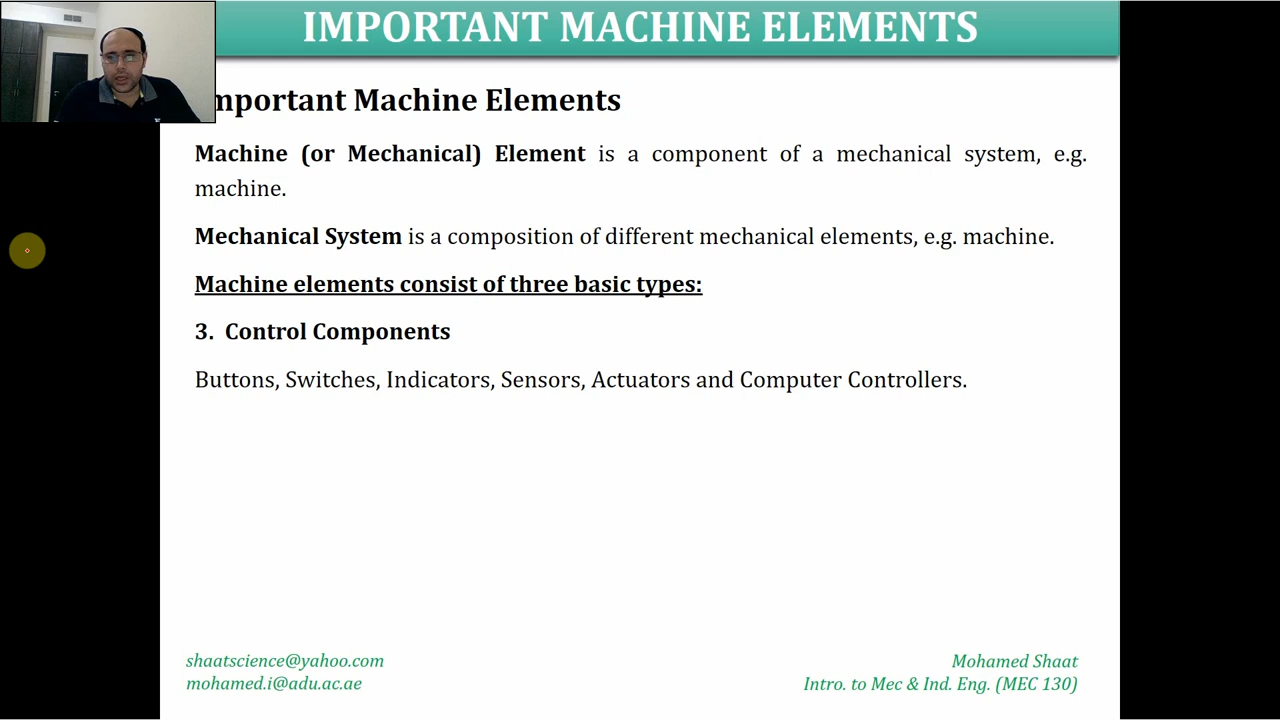 IMPORTANT MACHINE ELEMENTS
mportant Machine Elements
Machine (or Mechanical) Element is a component of a mechanical system, e.g.
machine.
Mechanical System is a composition of different mechanical elements, e.g. machine.
Machine elements consist of three basic types:
3. Control Components
Buttons, Switches, Indicators, Sensors, Actuators and Computer Controllers.
shaatscience@yahoo.com
mohamed.i@adu.ac.ae
Mohamed Shaat
Intro. to Mec & Ind. Eng. (MEC 130)